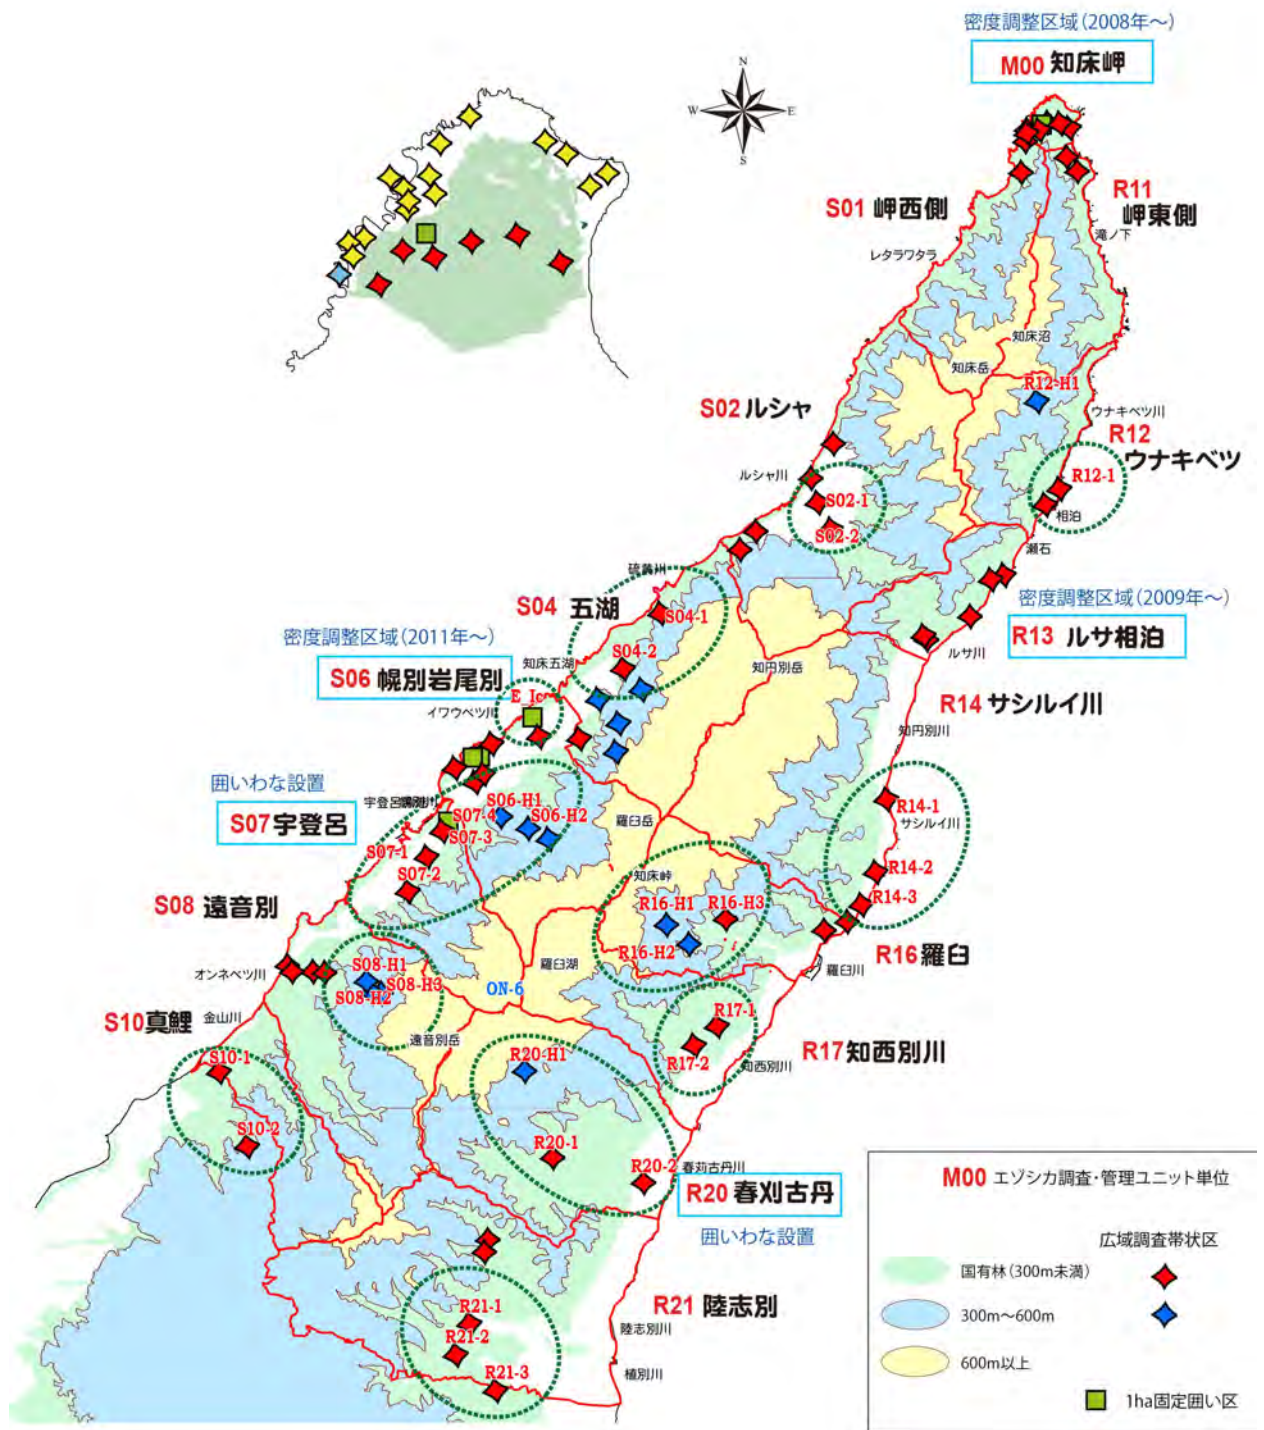 密度調整区域(2008年～)
M00 知床岬
N
W
E
S
S01 岬西側
R11
岬東側
滝ノ下
レタラワタラ
知床沼
知床岳
R12-H1
S02 ルシャ
ウナキベツ川
R12
ウナキベツ
ルシャ川
R12-1
S02-1
相泊
S02-2
瀬石
硫黄川
S04 五湖
S04-1
密度調整区域(2009年～)
R13 ルサ相泊
密度調整区域(2011年～)
知床五湖
S04-2
ルサ川
知円別岳
S06 幌別岩尾別
E_Ic
イワウベツ川
R14 サシルイ川
知円別川
囲いわな設置
S07 宇登呂
S06-H1
S06-H2
R14-1
サシルイ川
S07-4
S07-3
羅臼岳
S07-1
S07-2
知床峠
R14-2
S08 遠音別
R16-H1
R16-H3
R14-3
R16-H2
R16 羅臼
羅臼川
オンネベツ川
S08-H1
S08-H3
S08-H2
羅臼湖
ON-6
S10 真鯉
金山川
遠音別岳
R17-1
R17-2
R17 知西別川
知西別川
S10-1
R20-H1
S10-2
R20-1
R20-2
春刈古丹川
R20 春刈古丹
囲いわな設置
R21-1
R21 陸志別
陸志別川
R21-2
R21-3
植別川
M00 エゾシカ調査・管理ユニット単位
広域調査帯状区
国有林(300m未満)
300m～600m
600m以上
1ha固定囲い区